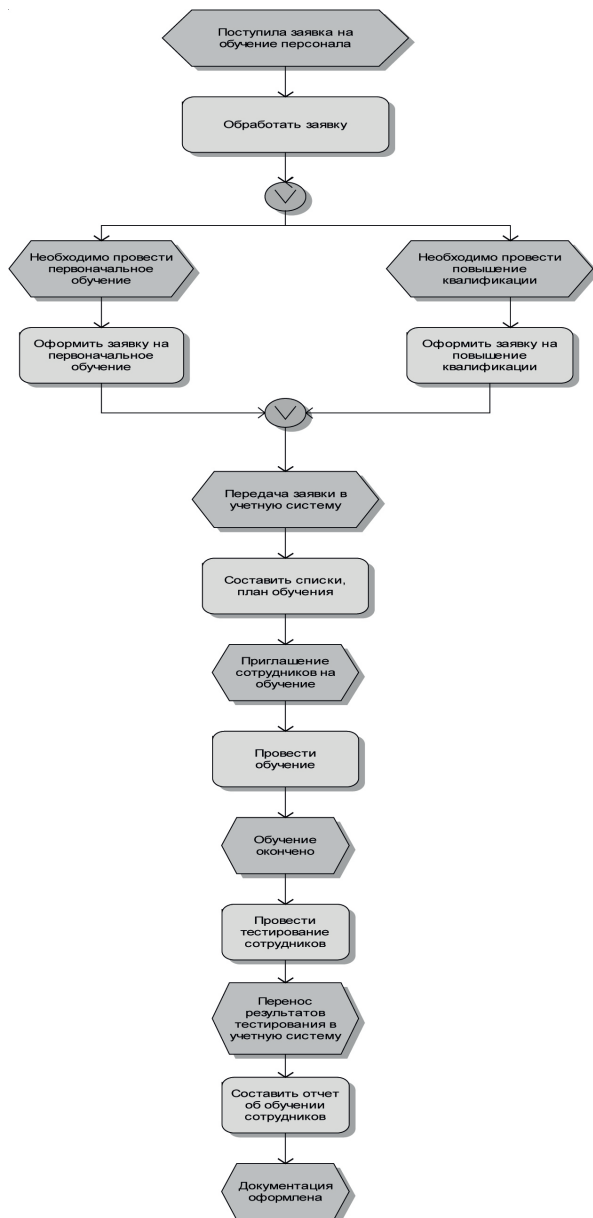 Поступила заявка на
обучение персонала
Обработать заявку
Необходимо провести
первоначальное
обучение
Необходимо провести
повышение
квалификации
Оформить заявку на
первоначальное
обучение
Оформить заявку на
повышение
квалификации
Передача заявки в
учетную систему
Составить списки,
план обучения
Приглашение
сотрудников на
обучение
Провести
обучение
Обучение
окончено
Провести
тестирование
сотрудников
Перенос
результатов
тестирования в
учетную систему
Составить отчет
об обучении
сотрудников
Документация
оформлена